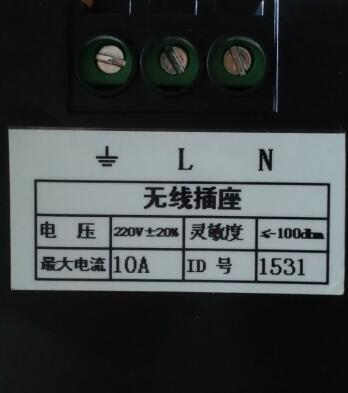 ⏚ L N
无线插座
电 压 220V±20% 灵敏度 ≤-100dbm
最大电流 10A ID 号 1531